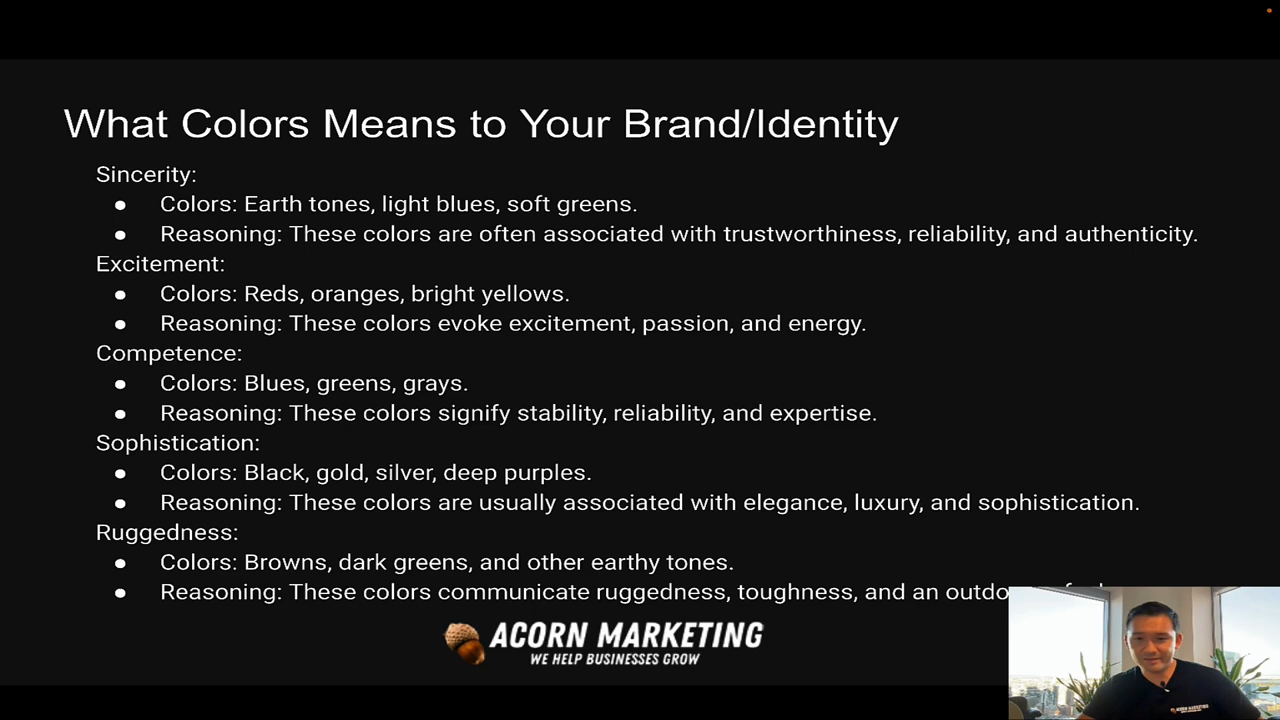 What Colors Means to Your Brand/Identity
Sincerity:
● Colors: Earth tones, light blues, soft greens.
● Reasoning: These colors are often associated with trustworthiness, reliability, and authenticity.
Excitement:
● Colors: Reds, oranges, bright yellows.
● Reasoning: These colors evoke excitement, passion, and energy.
Competence:
● Colors: Blues, greens, grays.
● Reasoning: These colors signify stability, reliability, and expertise.
Sophistication:
● Colors: Black, gold, silver, deep purples.
● Reasoning: These colors are usually associated with elegance, luxury, and sophistication.
Ruggedness:
● Colors: Browns, dark greens, and other earthy tones.
● Reasoning: These colors communicate ruggedness, toughness, and an
ACORN MARKETING
WE HELP BUSINESSES GROW
ACORN MARKETING